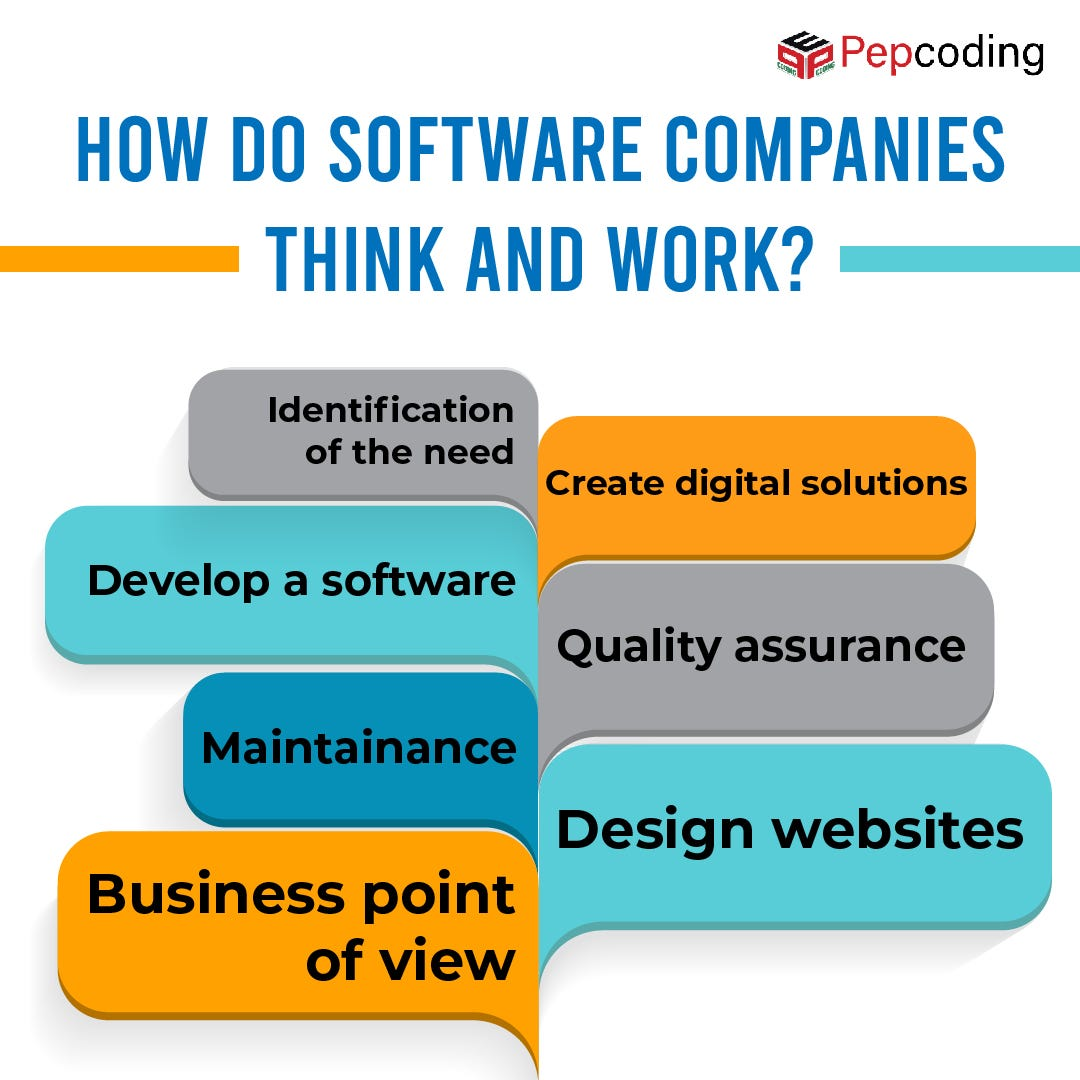 Pepcoding
HOW DO SOFTWARE COMPANIES
THINK AND WORK?
Identification
of the need
Create digital solutions
Develop a software
Quality assurance
Maintainance
Design websites
Business point
of view